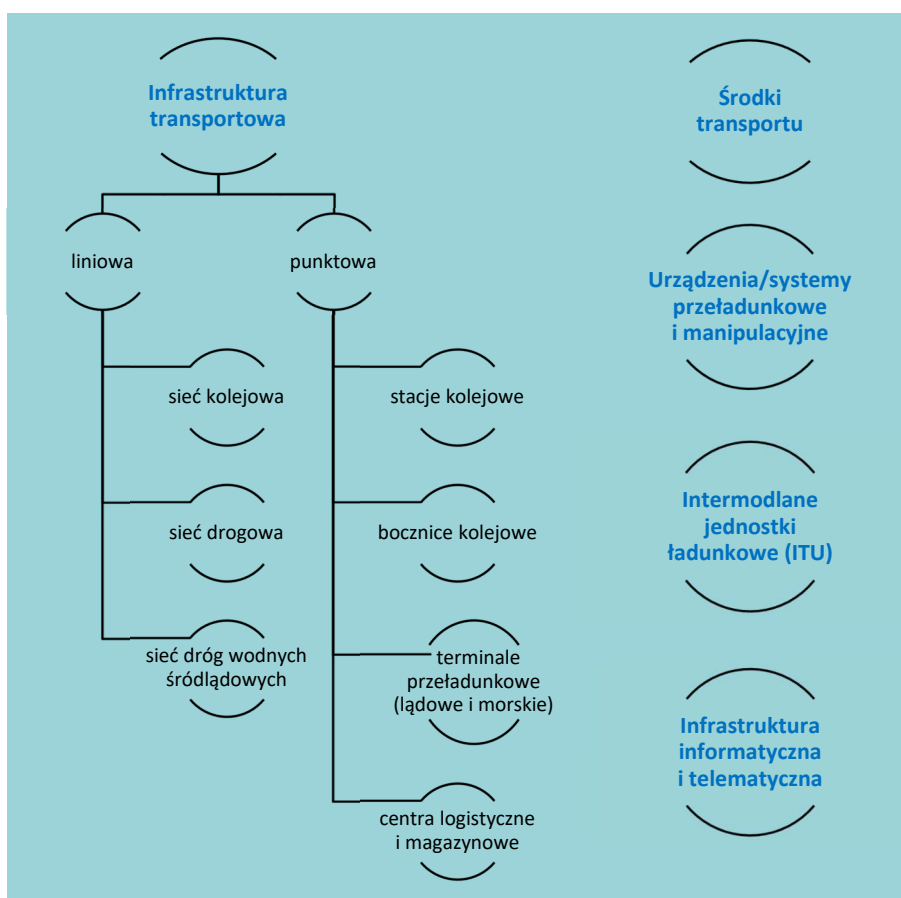 Infrastruktura
transportowa
liniowa
punktowa
sieć kolejowa
sieć drogowa
sieć dróg wodnych
śródlądowych
stacje kolejowe
bocznice kolejowe
terminale
przeładunkowe
(lądowe i morskie)
centra logistyczne
i magazynowe
Środki
transportu
Urządzenia/systemy
przeładunkowe
i manipulacyjne
Intermodlane
jednostki
ładunkowe (ITU)
Infrastruktura
informatyczna
i telematyczna